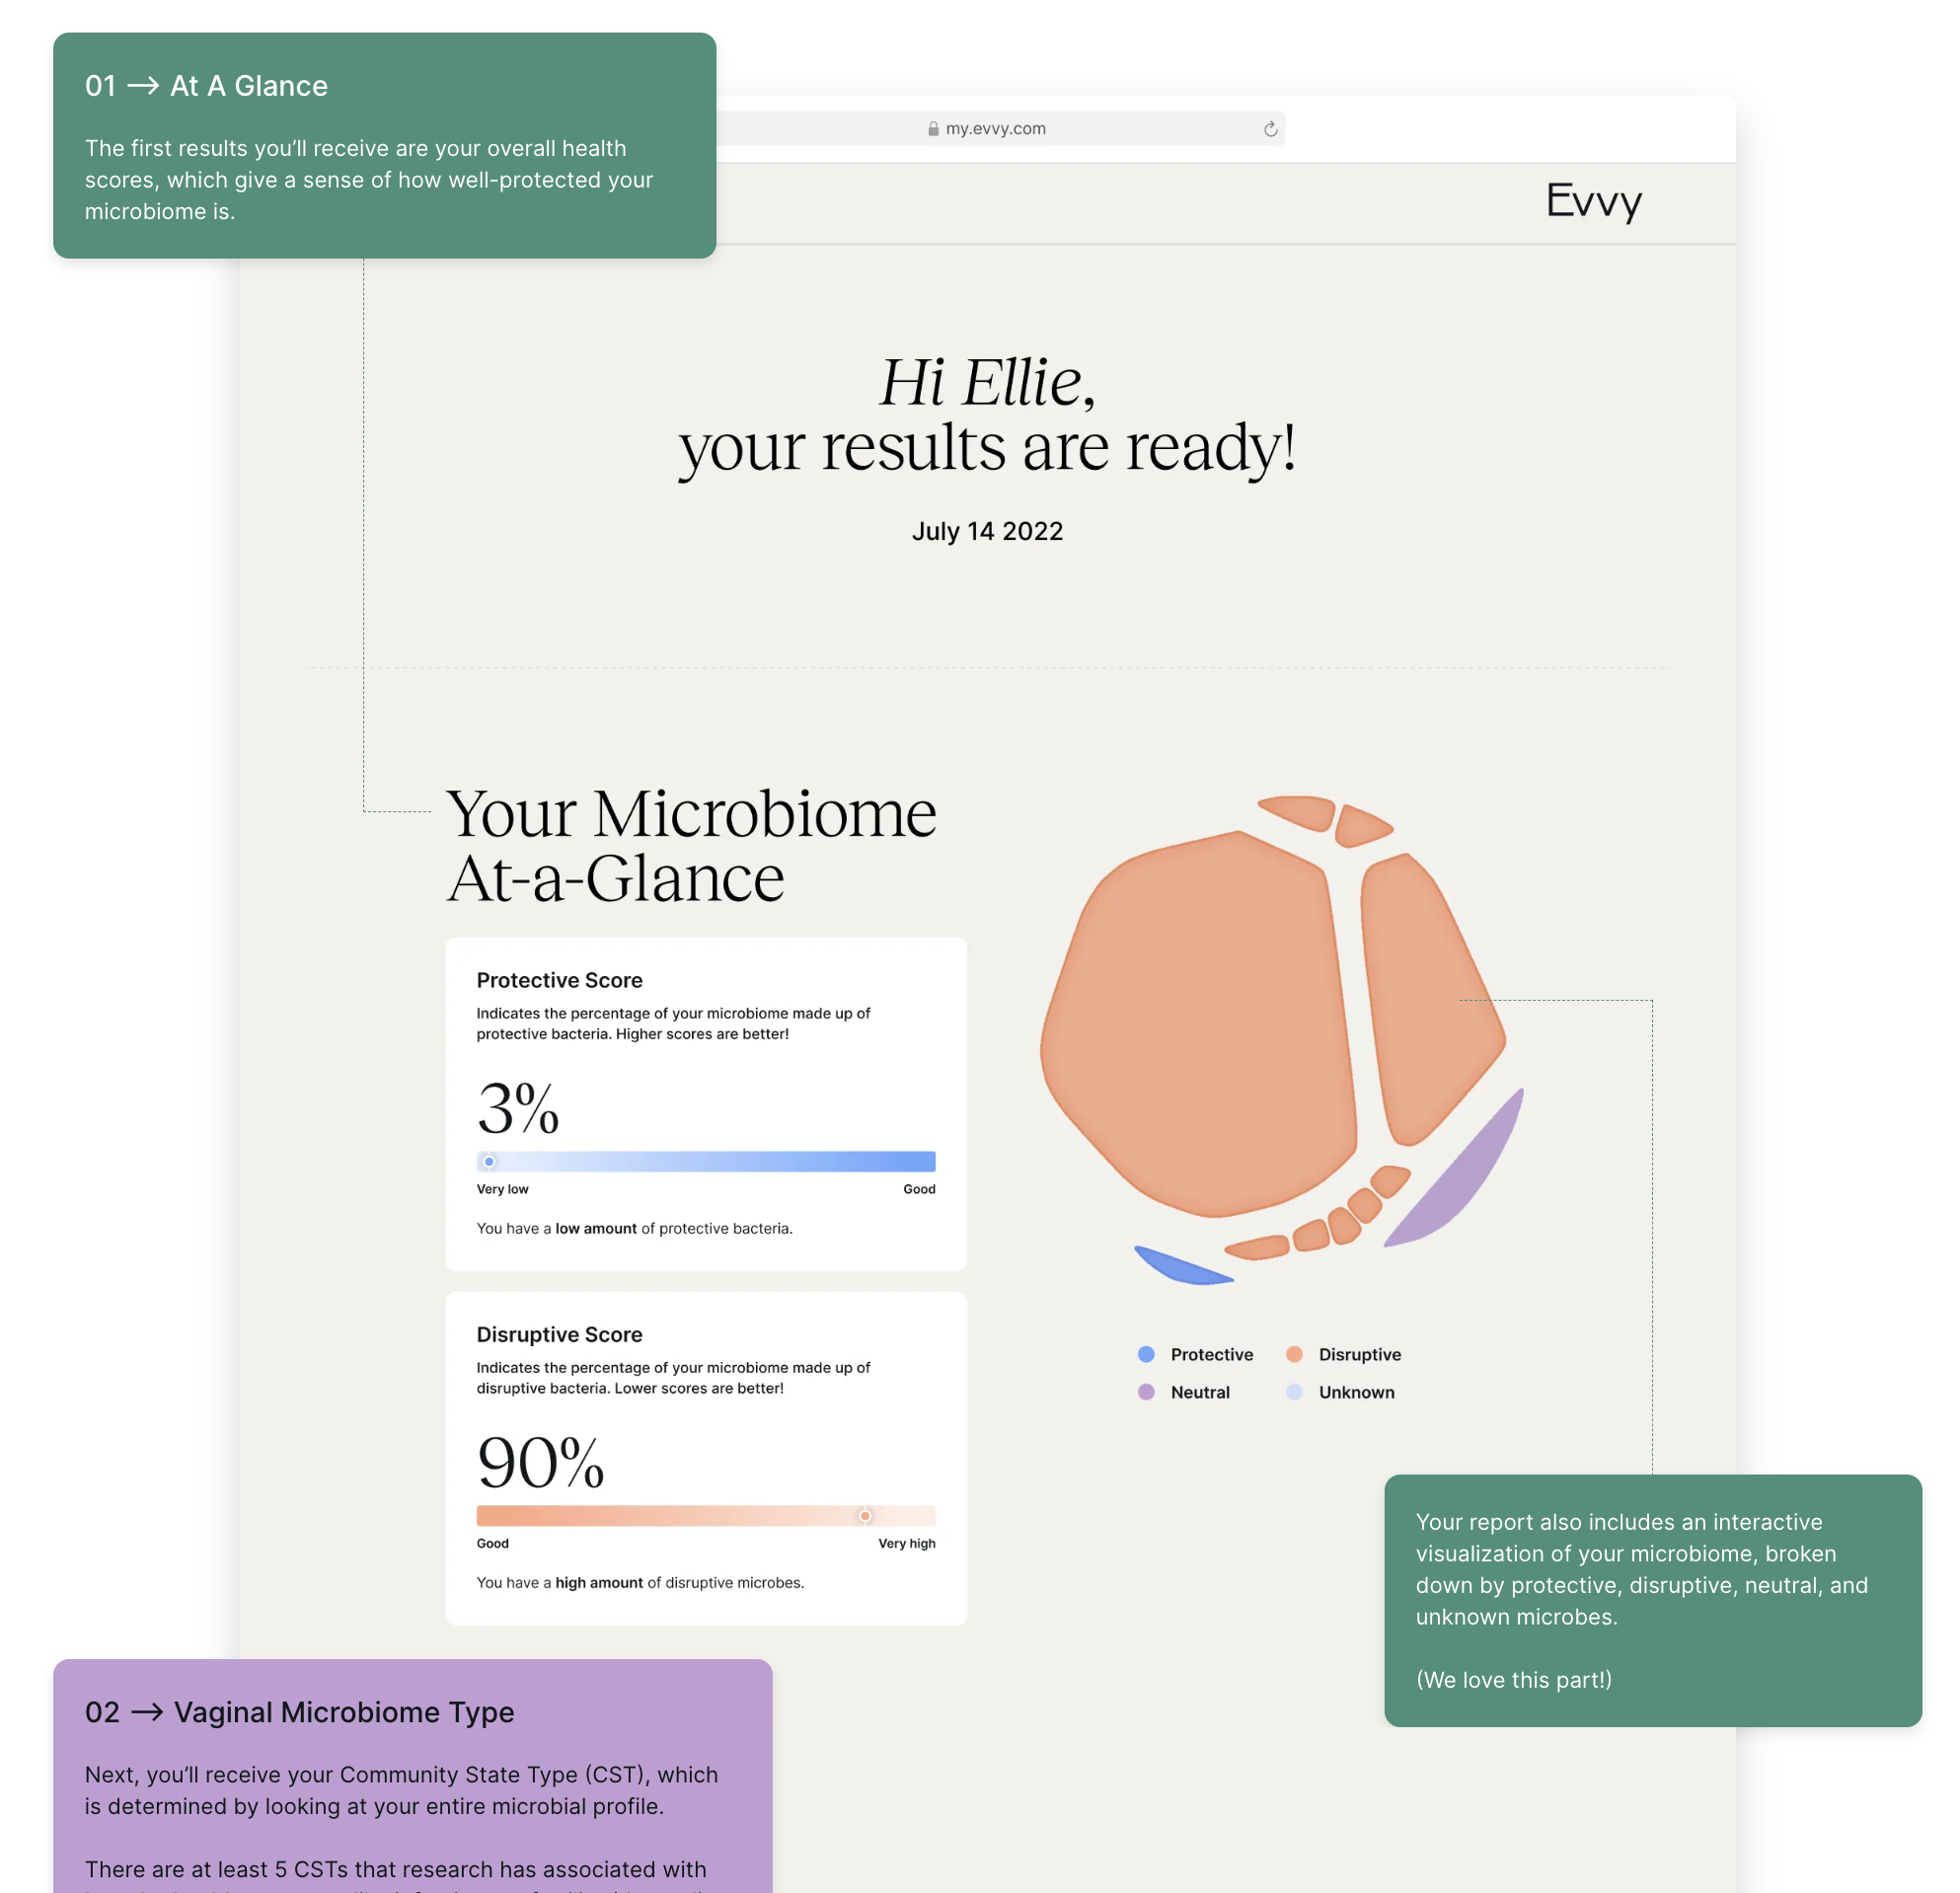 01 → At A Glance
The first results you’ll receive are your overall health
scores, which give a sense of how well-protected your
microbiome is.
my.evvy.com
Evvy
Hi Ellie,
your results are ready!
July 14 2022
Your Microbiome
At-a-Glance
Protective Score
Indicates the percentage of your microbiome made up of
protective bacteria. Higher scores are better!
3%
Very low
Good
You have a low amount of protective bacteria.
Disruptive Score
Indicates the percentage of your microbiome made up of
disruptive bacteria. Lower scores are better!
90%
Good
Very high
You have a high amount of disruptive microbes.
Protective
Disruptive
Neutral
Unknown
Your report also includes an interactive
visualization of your microbiome, broken
down by protective, disruptive, neutral, and
unknown microbes.
(We love this part!)
02 → Vaginal Microbiome Type
Next, you’ll receive your Community State Type (CST), which
is determined by looking at your entire microbial profile.
There are at least 5 CSTs that research has associated with